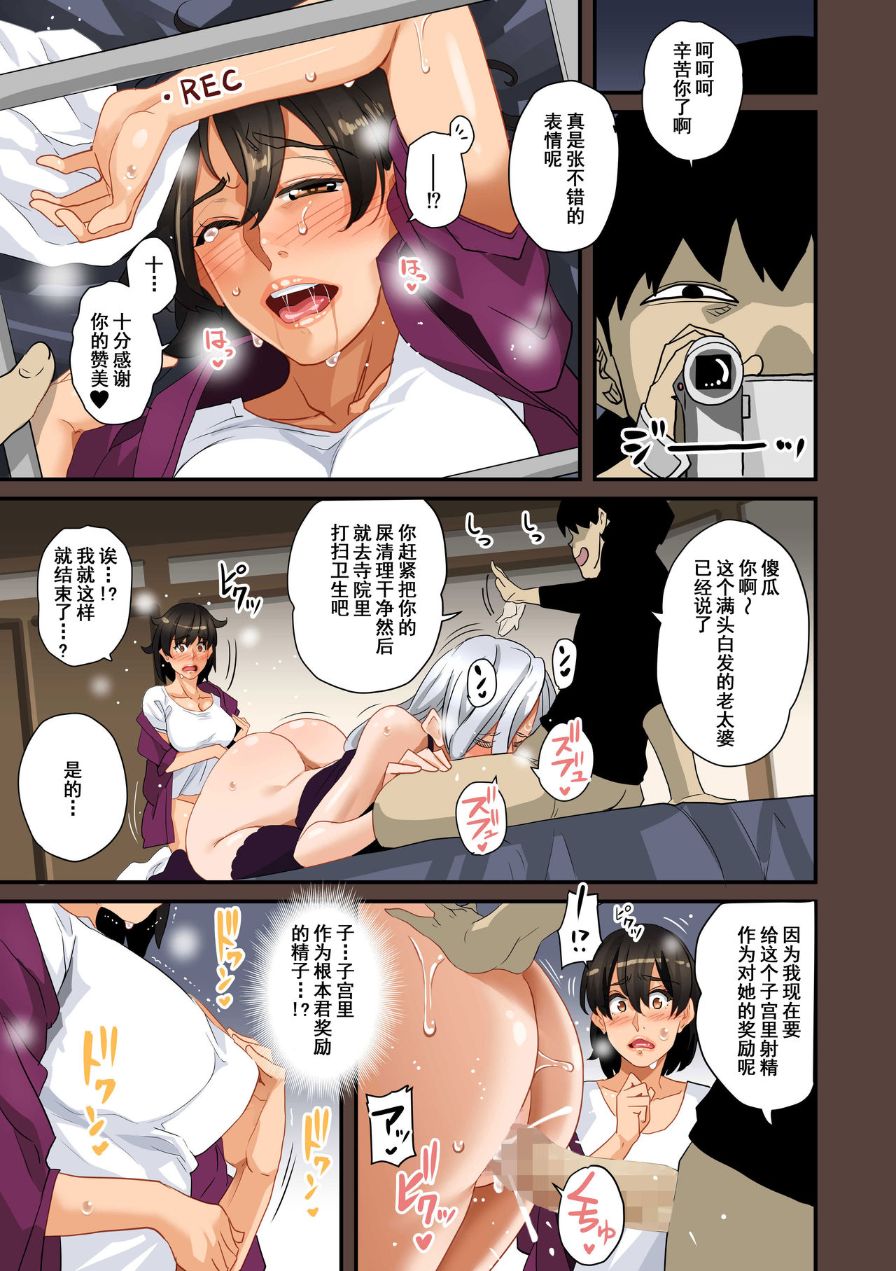 呵呵呵
辛苦你了啊
真是张不错的
表情呢
REC
——!?
十…
十分感谢
你的赞美♥
はっ♥
はっ♥
ジーーッ
傻瓜
你啊~
这个满头白发的老太婆
已经说了
你赶紧把你的
屎清理干净然后
就去寺院里
打扫卫生吧
しっ
しっ
诶…!?
我就这样
就结束了…?
ピクッ
是的…
ズブュ
ズブュ
因为我现在要
给这个子宫里射精
作为对她的奖励呢
ピクッ
!?
子…子宫里
作为根本君奖励
的精子…!?
アッ
ビクッ
くちゅ
ドクン
ドクン
ドクン